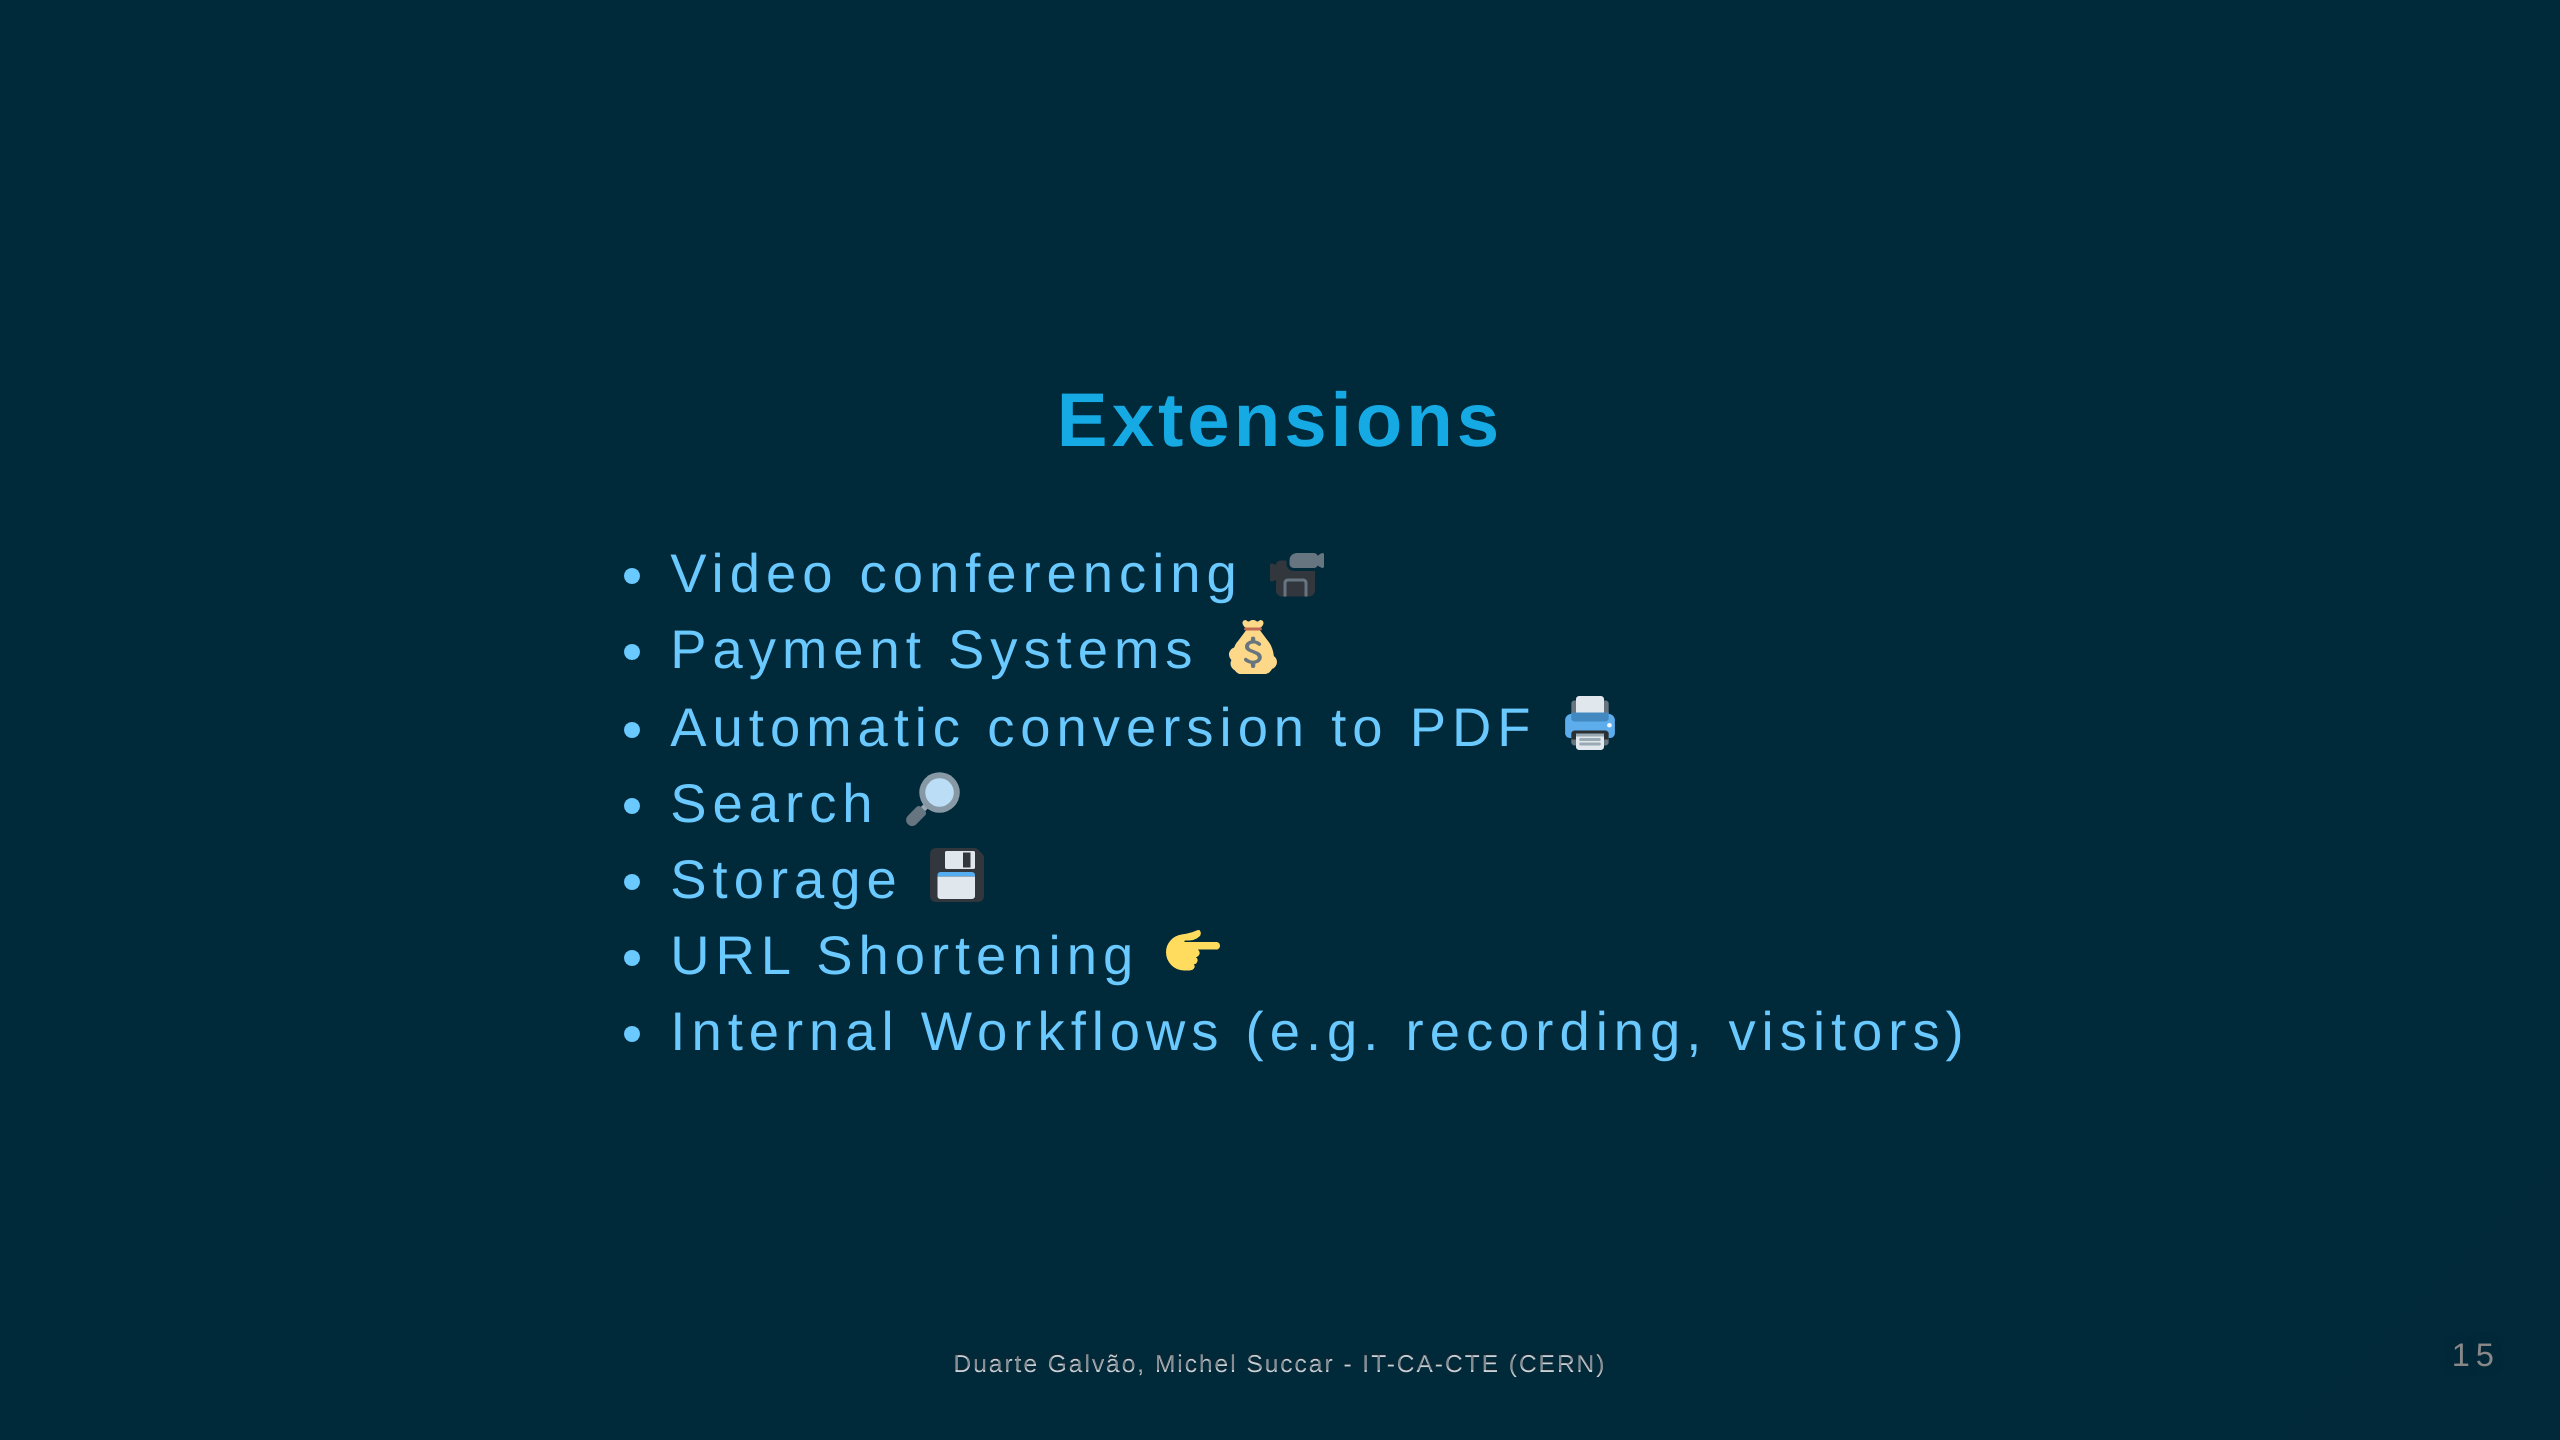 Extensions
• Video conferencing
• Payment Systems
• Automatic conversion to PDF
• Search
• Storage
• URL Shortening
• Internal Workflows (e.g. recording, visitors)
Duarte Galvão, Michel Succar - IT-CA-CTE (CERN)
15